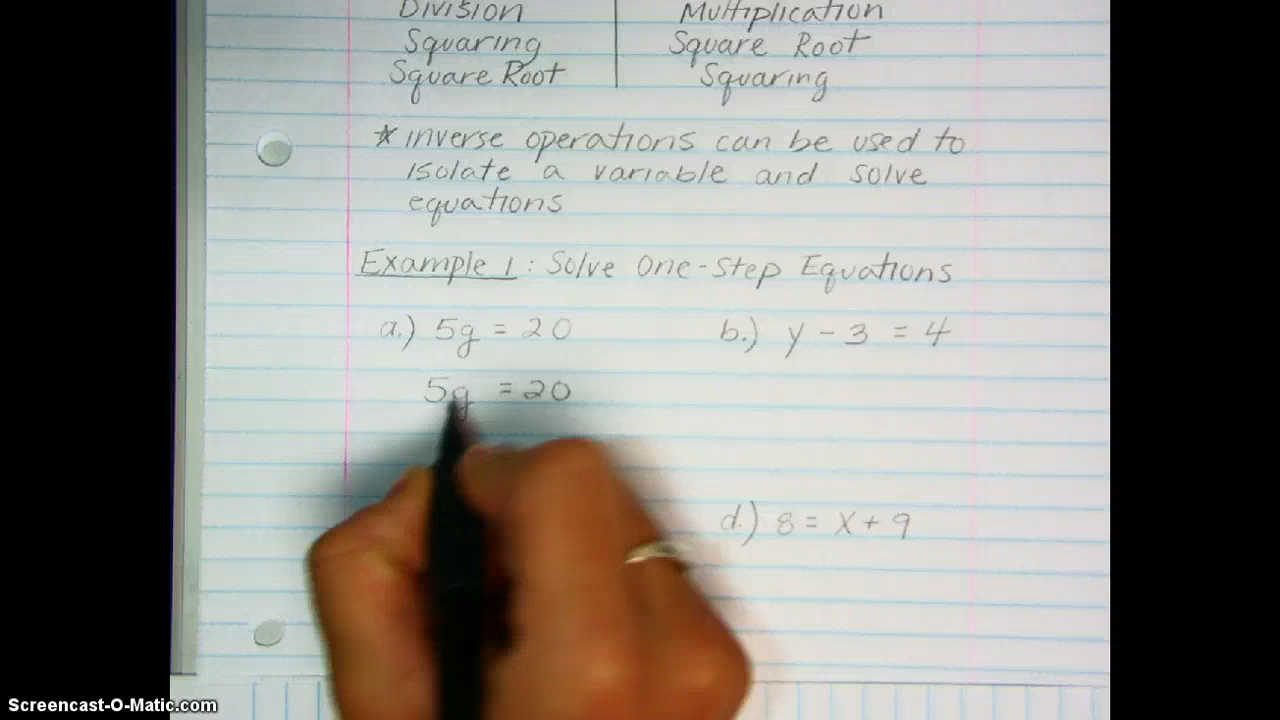 Division | Multiplication
Squaring | Square Root
Square Root | Squaring
* inverse operations can be used to
isolate a variable and solve
equations
Example 1: Solve One-Step Equations
a.) 5g = 20
b.) y - 3 = 4
5g = 20
d.) 8 = x + 9
Screencast-O-Matic.com